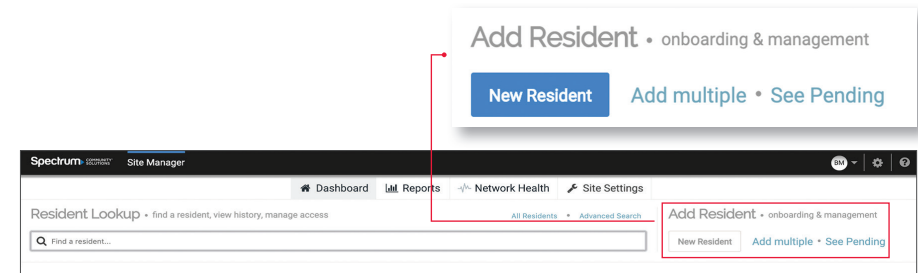 Add Resident • onboarding & management
New Resident Add multiple • See Pending
Spectrum COMMUNITY SOLUTIONS Site Manager BM
Dashboard Reports Network Health Site Settings
Resident Lookup • find a resident, view history, manage access All Residents • Advanced Search Add Resident • onboarding & management
Find a resident... New Resident Add multiple • See Pending